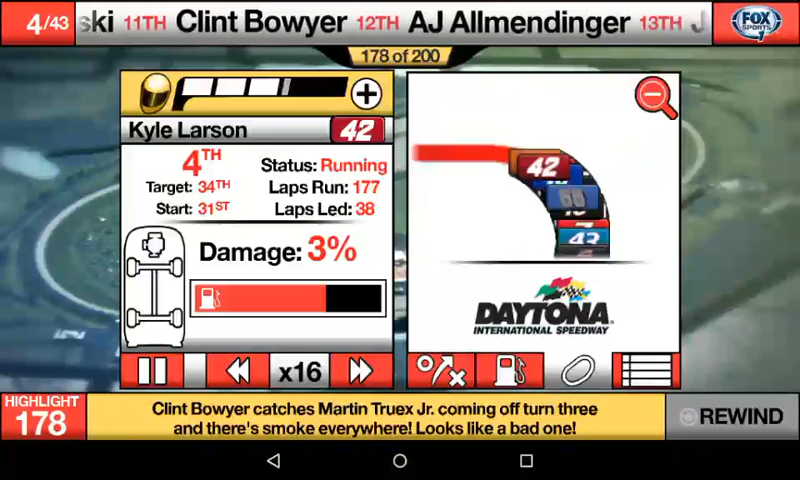 4/43 ski 11TH Clint Bowyer 12TH AJ Allmendinger 13TH J FOX SPORTS 1
178 of 200
Kyle Larson 42
4TH
Target: 34TH
Start: 31ST
Status: Running
Laps Run: 177
Laps Led: 38
Damage: 3%
42
66
43
DAYTONA
INTERNATIONAL SPEEDWAY
x16
HIGHLIGHT
178
Clint Bowyer catches Martin Truex Jr. coming off turn three
and there's smoke everywhere! Looks like a bad one!
REWIND